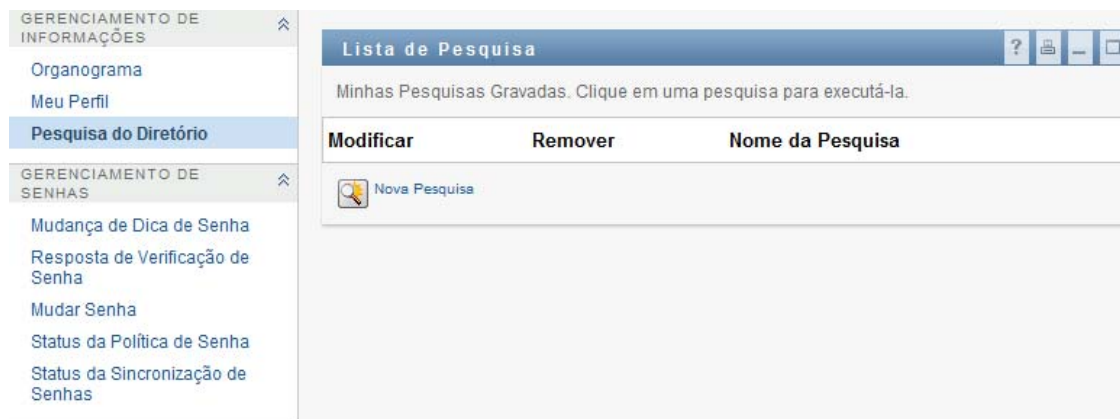 GERENCIAMENTO DE
INFORMAÇÕES
Organograma
Meu Perfil
Pesquisa do Diretório
GERENCIAMENTO DE
SENHAS
Mudança de Dica de Senha
Resposta de Verificação de
Senha
Mudar Senha
Status da Política de Senha
Status da Sincronização de
Senhas
Lista de Pesquisa ?
Minhas Pesquisas Gravadas. Clique em uma pesquisa para executá-la.
Modificar Remover Nome da Pesquisa
Nova Pesquisa